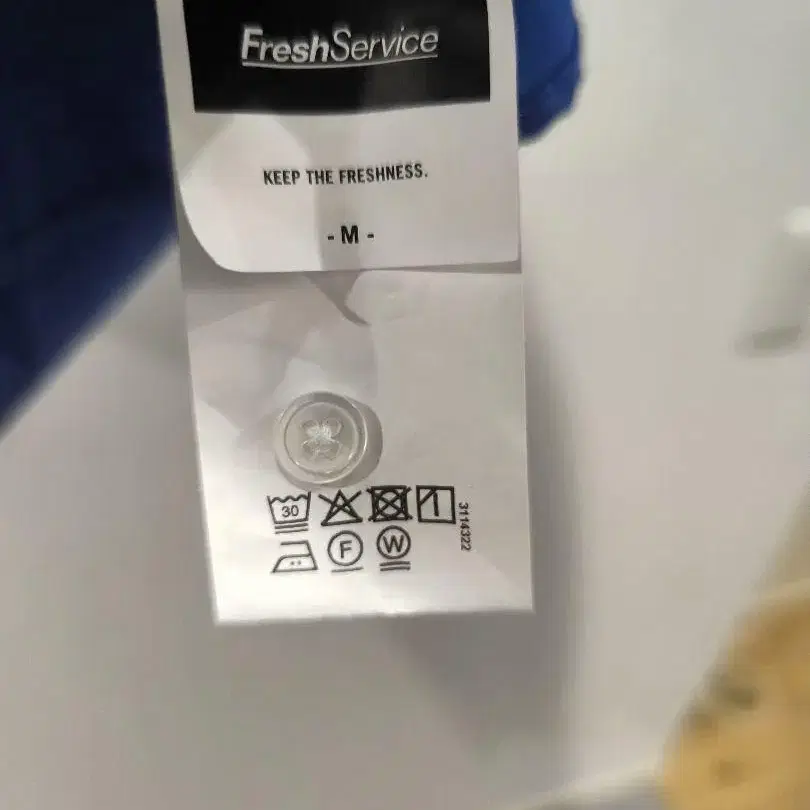 FreshService
KEEP THE FRESHNESS.
- M -
30
3114322
F W